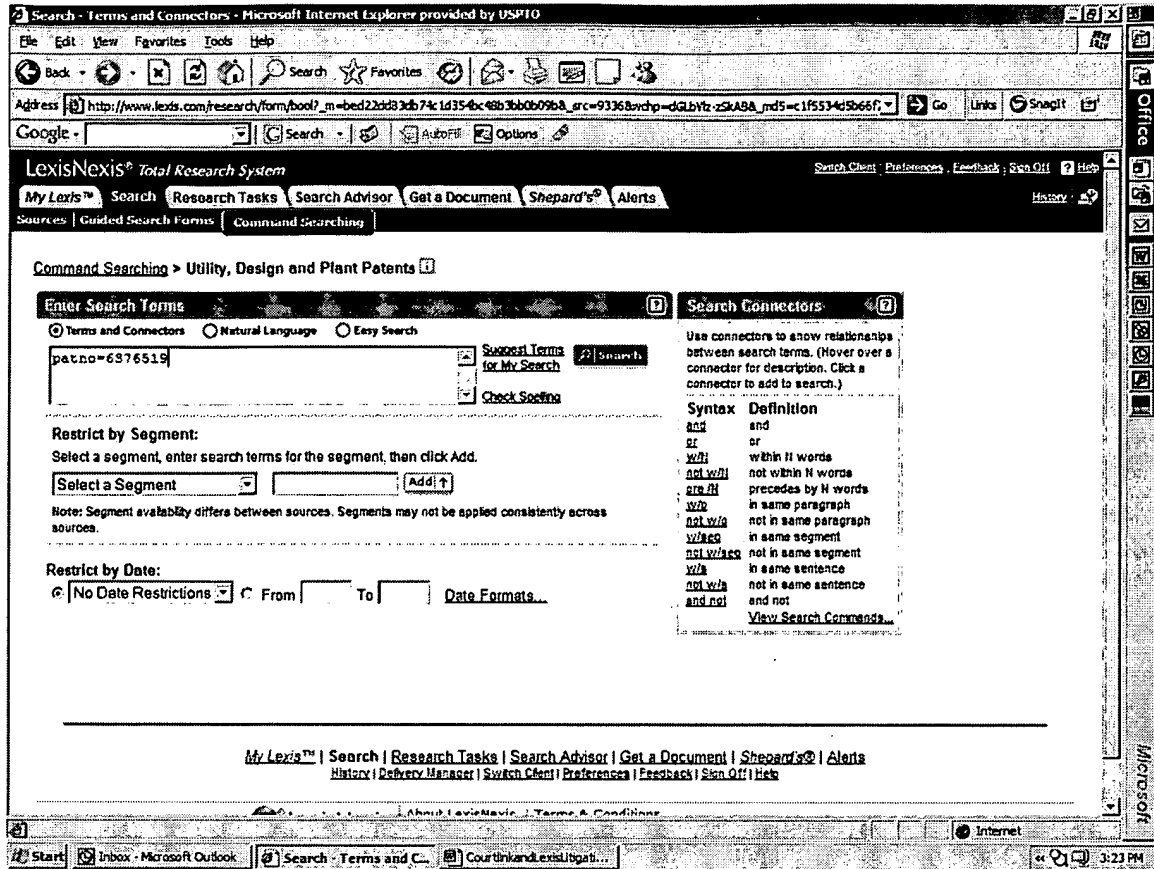 Search - Terms and Connectors - Microsoft Internet Explorer provided by USPTO
File Edit View Favorites Tools Help
Back Search Favorites
Address http://www.lexis.com/research/form/bool?_m=bed22dd83db74c1d354bc48b3bb0b09b&_src=9336&wchp=dGLbVtz-zSkAB&_md5=c1f5534d5b66f Go Links SnagIt
Google - Search AutoFill Options
Office
LexisNexis® Total Research System
Switch Client | Preferences | Feedback | Sign Off | ? Help
My Lexis™ Search Research Tasks Search Advisor Get a Document Shepard's® Alerts
History
Sources | Guided Search Forms | Command Searching
Command Searching > Utility, Design and Plant Patents i
Enter Search Terms ?
Terms and Connectors Natural Language Easy Search
patno=6376519
Suggest Terms for My Search
Search
Check Spelling
Restrict by Segment:
Select a segment, enter search terms for the segment, then click Add.
Select a Segment Add ↑
Note: Segment availability differs between sources. Segments may not be applied consistently across
sources.
Restrict by Date:
No Date Restrictions From To Date Formats...
Search Connectors ?
Use connectors to show relationships
between search terms. (Hover over a
connector for description. Click a
connector to add to search.)
Syntax Definition
and and
or or
w/N within N words
not w/N not within N words
pre /N precedes by N words
w/p in same paragraph
not w/p not in same paragraph
w/seg in same segment
not w/seg not in same segment
w/s in same sentence
not w/s not in same sentence
and not and not
View Search Commands...
My Lexis™ | Search | Research Tasks | Search Advisor | Get a Document | Shepard's® | Alerts
History | Delivery Manager | Switch Client | Preferences | Feedback | Sign Off | Help
About LexisNexis | Terms & Conditions
Microsoft
Internet
Start Inbox - Microsoft Outlook Search - Terms and C... CourtlinkandLexisLitigati... 3:23 PM